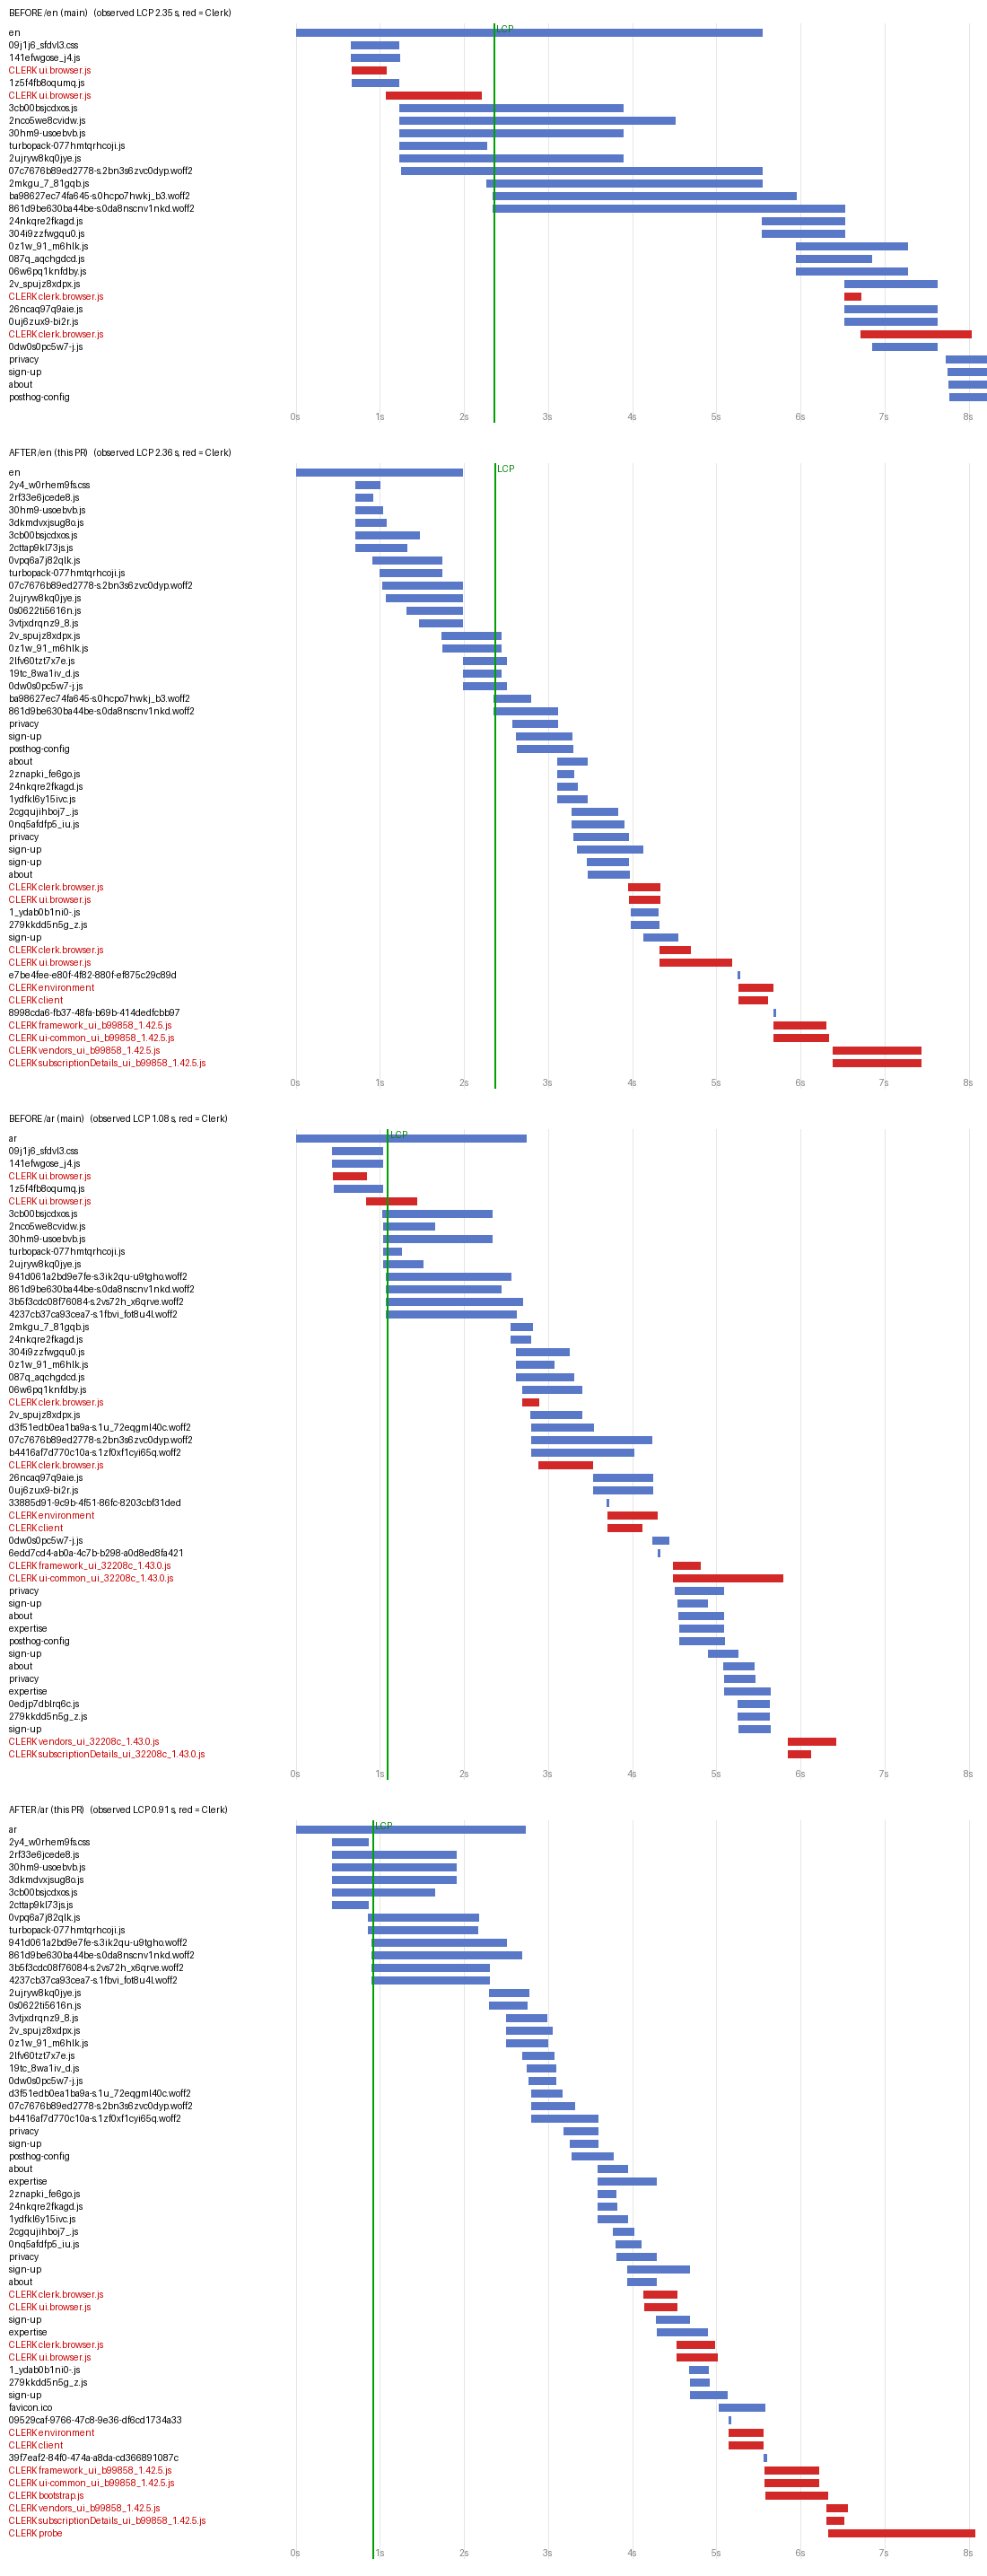 BEFORE /en (main) (observed LCP 2.35 s, red = Clerk)
LCP
en
09j1j6_sfdvl3.css
141efwgose_j4.js
CLERK ui.browser.js
1z5f4fb8oqumq.js
CLERK ui.browser.js
3cb00bsjcdxos.js
2nco5we8cvidw.js
30hm9-usoebvb.js
turbopack-077hmtqrhcoji.js
2ujryw8kq0jye.js
07c7676b89ed2778-s.2bn3s6zvc0dyp.woff2
2mkgu_7_81gqb.js
ba98627ec74fa645-s.0hcpo7hwkj_b3.woff2
861d9be630ba44be-s.0da8nscnv1nkd.woff2
24nkqre2fkagd.js
304i9zzfwgqu0.js
0z1w_91_m6hlk.js
087q_aqchgdcd.js
06w6pq1knfdby.js
2v_spujz8xdpx.js
CLERK clerk.browser.js
26ncaq97q9aie.js
0uj6zux9-bi2r.js
CLERK clerk.browser.js
0dw0s0pc5w7-j.js
privacy
sign-up
about
posthog-config
0s 1s 2s 3s 4s 5s 6s 7s 8s
AFTER /en (this PR) (observed LCP 2.36 s, red = Clerk)
LCP
en
2y4_w0rhem9fs.css
2rf33e6jcede8.js
30hm9-usoebvb.js
3dkmdvxjsug8o.js
3cb00bsjcdxos.js
2cttap9kl73js.js
0vpq6a7j82qlk.js
turbopack-077hmtqrhcoji.js
07c7676b89ed2778-s.2bn3s6zvc0dyp.woff2
2ujryw8kq0jye.js
0s0622ti5616n.js
3vtjxdrqnz9_8.js
2v_spujz8xdpx.js
0z1w_91_m6hlk.js
2lfv60tzt7x7e.js
19tc_8wa1iv_d.js
0dw0s0pc5w7-j.js
ba98627ec74fa645-s.0hcpo7hwkj_b3.woff2
861d9be630ba44be-s.0da8nscnv1nkd.woff2
privacy
sign-up
posthog-config
about
2znapki_fe6go.js
24nkqre2fkagd.js
1ydfkl6y15ivc.js
2cgqujihboj7_.js
0nq5afdfp5_iu.js
privacy
sign-up
sign-up
about
CLERK clerk.browser.js
CLERK ui.browser.js
1_ydab0b1ni0-.js
279kkdd5n5g_z.js
sign-up
CLERK clerk.browser.js
CLERK ui.browser.js
e7be4fee-e80f-4f82-880f-ef875c29c89d
CLERK environment
CLERK client
8998cda6-fb37-48fa-b69b-414dedfcbb97
CLERK framework_ui_b99858_1.42.5.js
CLERK ui-common_ui_b99858_1.42.5.js
CLERK vendors_ui_b99858_1.42.5.js
CLERK subscriptionDetails_ui_b99858_1.42.5.js
0s 1s 2s 3s 4s 5s 6s 7s 8s
BEFORE /ar (main) (observed LCP 1.08 s, red = Clerk)
LCP
ar
09j1j6_sfdvl3.css
141efwgose_j4.js
CLERK ui.browser.js
1z5f4fb8oqumq.js
CLERK ui.browser.js
3cb00bsjcdxos.js
2nco5we8cvidw.js
30hm9-usoebvb.js
turbopack-077hmtqrhcoji.js
2ujryw8kq0jye.js
941d061a2bd9e7fe-s.3ik2qu-u9tgho.woff2
861d9be630ba44be-s.0da8nscnv1nkd.woff2
3b5f3cdc08f76084-s.2vs72h_x6qrve.woff2
4237cb37ca93cea7-s.1fbvi_fot8u4l.woff2
2mkgu_7_81gqb.js
24nkqre2fkagd.js
304i9zzfwgqu0.js
0z1w_91_m6hlk.js
087q_aqchgdcd.js
06w6pq1knfdby.js
CLERK clerk.browser.js
2v_spujz8xdpx.js
d3f51edb0ea1ba9a-s.1u_72eqgml40c.woff2
07c7676b89ed2778-s.2bn3s6zvc0dyp.woff2
b4416af7d770c10a-s.1zf0xf1cyi65q.woff2
CLERK clerk.browser.js
26ncaq97q9aie.js
0uj6zux9-bi2r.js
33885d91-9c9b-4f51-86fc-8203cbf31ded
CLERK environment
CLERK client
0dw0s0pc5w7-j.js
6edd7cd4-ab0a-4c7b-b298-a0d8ed8fa421
CLERK framework_ui_32208c_1.43.0.js
CLERK ui-common_ui_32208c_1.43.0.js
privacy
sign-up
about
expertise
posthog-config
sign-up
about
privacy
expertise
0edjp7dblrq6c.js
279kkdd5n5g_z.js
sign-up
CLERK vendors_ui_32208c_1.43.0.js
CLERK subscriptionDetails_ui_32208c_1.43.0.js
0s 1s 2s 3s 4s 5s 6s 7s 8s
AFTER /ar (this PR) (observed LCP 0.91 s, red = Clerk)
LCP
ar
2y4_w0rhem9fs.css
2rf33e6jcede8.js
30hm9-usoebvb.js
3dkmdvxjsug8o.js
3cb00bsjcdxos.js
2cttap9kl73js.js
0vpq6a7j82qlk.js
turbopack-077hmtqrhcoji.js
941d061a2bd9e7fe-s.3ik2qu-u9tgho.woff2
861d9be630ba44be-s.0da8nscnv1nkd.woff2
3b5f3cdc08f76084-s.2vs72h_x6qrve.woff2
4237cb37ca93cea7-s.1fbvi_fot8u4l.woff2
2ujryw8kq0jye.js
0s0622ti5616n.js
3vtjxdrqnz9_8.js
2v_spujz8xdpx.js
0z1w_91_m6hlk.js
2lfv60tzt7x7e.js
19tc_8wa1iv_d.js
0dw0s0pc5w7-j.js
d3f51edb0ea1ba9a-s.1u_72eqgml40c.woff2
07c7676b89ed2778-s.2bn3s6zvc0dyp.woff2
b4416af7d770c10a-s.1zf0xf1cyi65q.woff2
privacy
sign-up
posthog-config
about
expertise
2znapki_fe6go.js
24nkqre2fkagd.js
1ydfkl6y15ivc.js
2cgqujihboj7_.js
0nq5afdfp5_iu.js
privacy
sign-up
about
CLERK clerk.browser.js
CLERK ui.browser.js
sign-up
expertise
CLERK clerk.browser.js
CLERK ui.browser.js
1_ydab0b1ni0-.js
279kkdd5n5g_z.js
sign-up
favicon.ico
09529caf-9766-47c8-9e36-df6cd1734a33
CLERK environment
CLERK client
39f7eaf2-84f0-474a-a8da-cd366891087c
CLERK framework_ui_b99858_1.42.5.js
CLERK ui-common_ui_b99858_1.42.5.js
CLERK bootstrap.js
CLERK vendors_ui_b99858_1.42.5.js
CLERK subscriptionDetails_ui_b99858_1.42.5.js
CLERK probe
0s 1s 2s 3s 4s 5s 6s 7s 8s